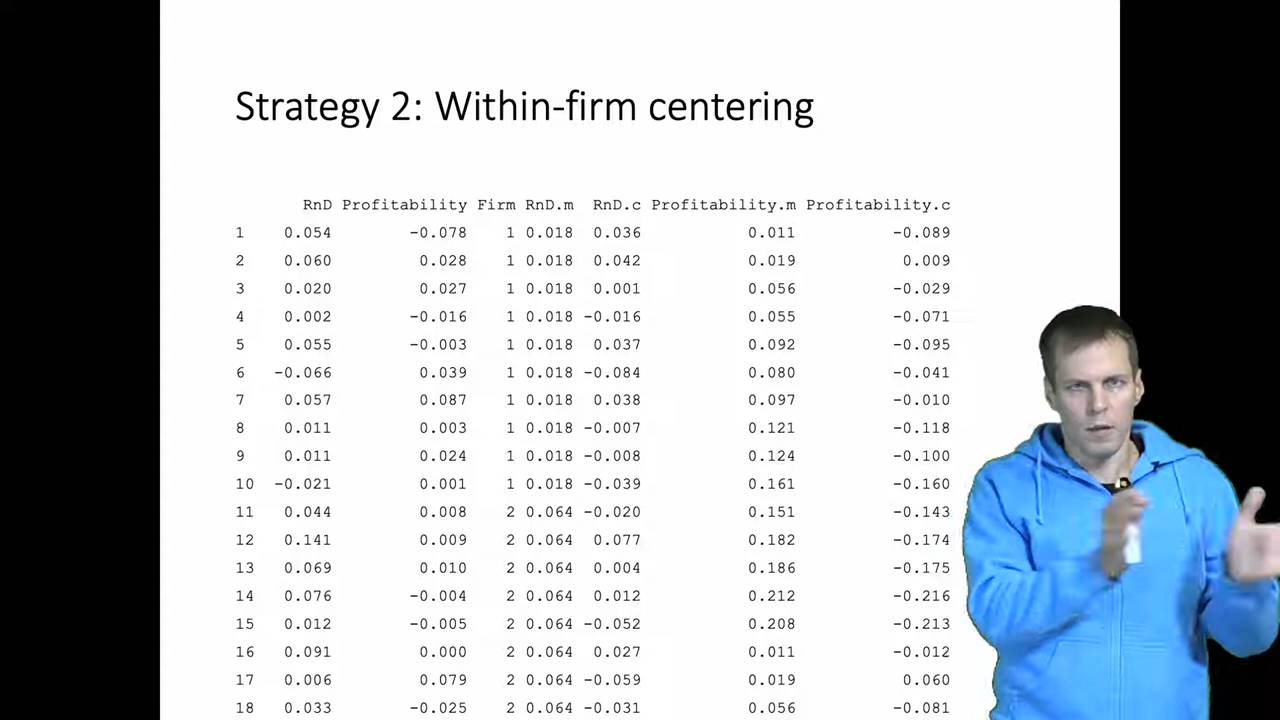 Strategy 2: Within-firm centering
RnD Profitability Firm RnD.m RnD.c Profitability.m Profitability.c
1 0.054 -0.078 1 0.018 0.036 0.011 -0.089
2 0.060 0.028 1 0.018 0.042 0.019 0.009
3 0.020 0.027 1 0.018 0.001 0.056 -0.029
4 0.002 -0.016 1 0.018 -0.016 0.055 -0.071
5 0.055 -0.003 1 0.018 0.037 0.092 -0.095
6 -0.066 0.039 1 0.018 -0.084 0.080 -0.041
7 0.057 0.087 1 0.018 0.038 0.097 -0.010
8 0.011 0.003 1 0.018 -0.007 0.121 -0.118
9 0.011 0.024 1 0.018 -0.008 0.124 -0.100
10 -0.021 0.001 1 0.018 -0.039 0.161 -0.160
11 0.044 0.008 2 0.064 -0.020 0.151 -0.143
12 0.141 0.009 2 0.064 0.077 0.182 -0.174
13 0.069 0.010 2 0.064 0.004 0.186 -0.175
14 0.076 -0.004 2 0.064 0.012 0.212 -0.216
15 0.012 -0.005 2 0.064 -0.052 0.208 -0.213
16 0.091 0.000 2 0.064 0.027 0.011 -0.012
17 0.006 0.079 2 0.064 -0.059 0.019 0.060
18 0.033 -0.025 2 0.064 -0.031 0.056 -0.081